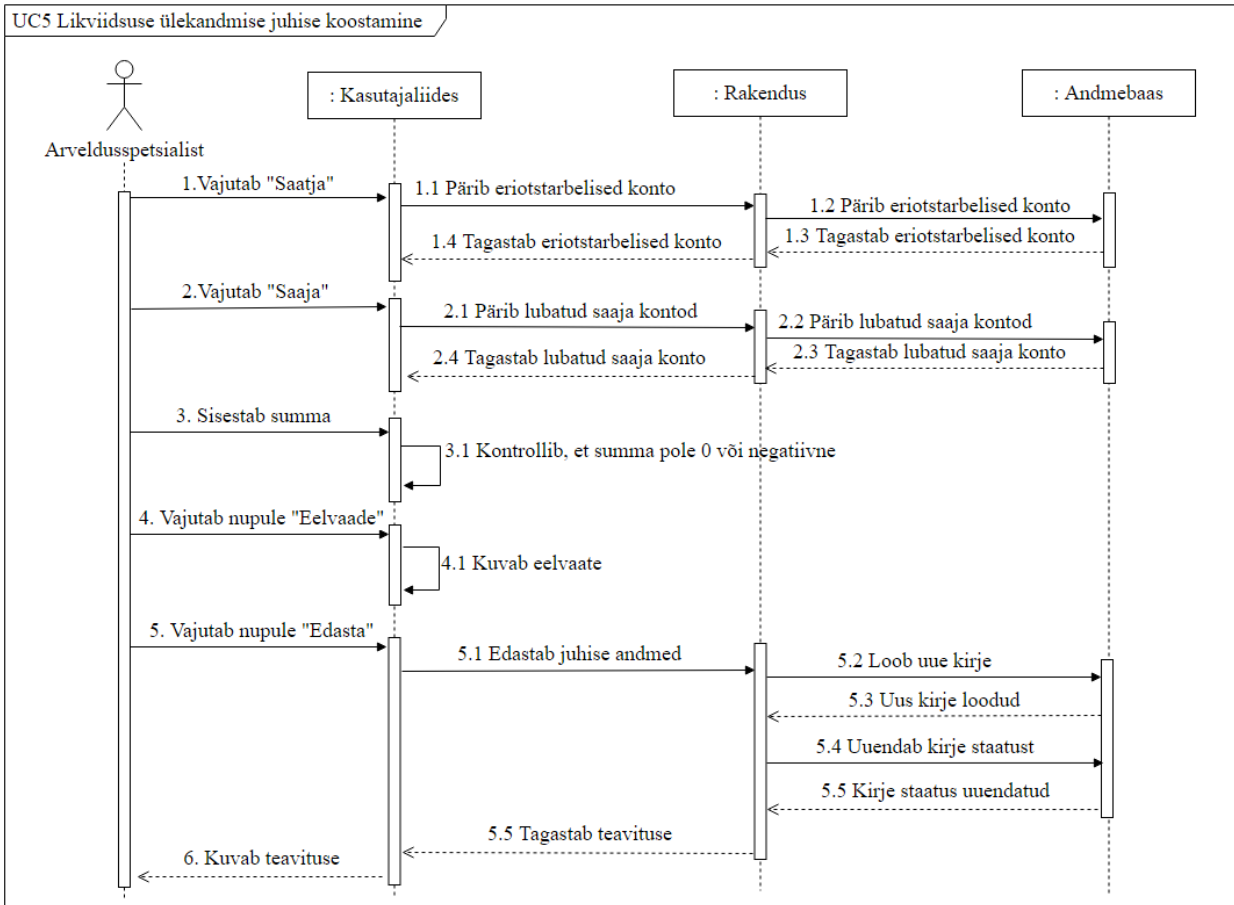 UC5 Likviidsuse ülekandmise juhise koostamine
: Kasutajaliides
: Rakendus
: Andmebaas
Arveldusspetsialist
1.Vajutab "Saatja"
1.1 Pärib eriotstarbelised konto
1.2 Pärib eriotstarbelised konto
1.3 Tagastab eriotstarbelised konto
1.4 Tagastab eriotstarbelised konto
2.Vajutab "Saaja"
2.1 Pärib lubatud saaja kontod
2.2 Pärib lubatud saaja kontod
2.3 Tagastab lubatud saaja konto
2.4 Tagastab lubatud saaja konto
3. Sisestab summa
3.1 Kontrollib, et summa pole 0 või negatiivne
4. Vajutab nupule "Eelvaade"
4.1 Kuvab eelvaate
5. Vajutab nupule "Edasta"
5.1 Edastab juhise andmed
5.2 Loob uue kirje
5.3 Uus kirje loodud
5.4 Uuendab kirje staatust
5.5 Kirje status uuendatud
5.5 Tagastab teavituse
6. Kuvab teavituse